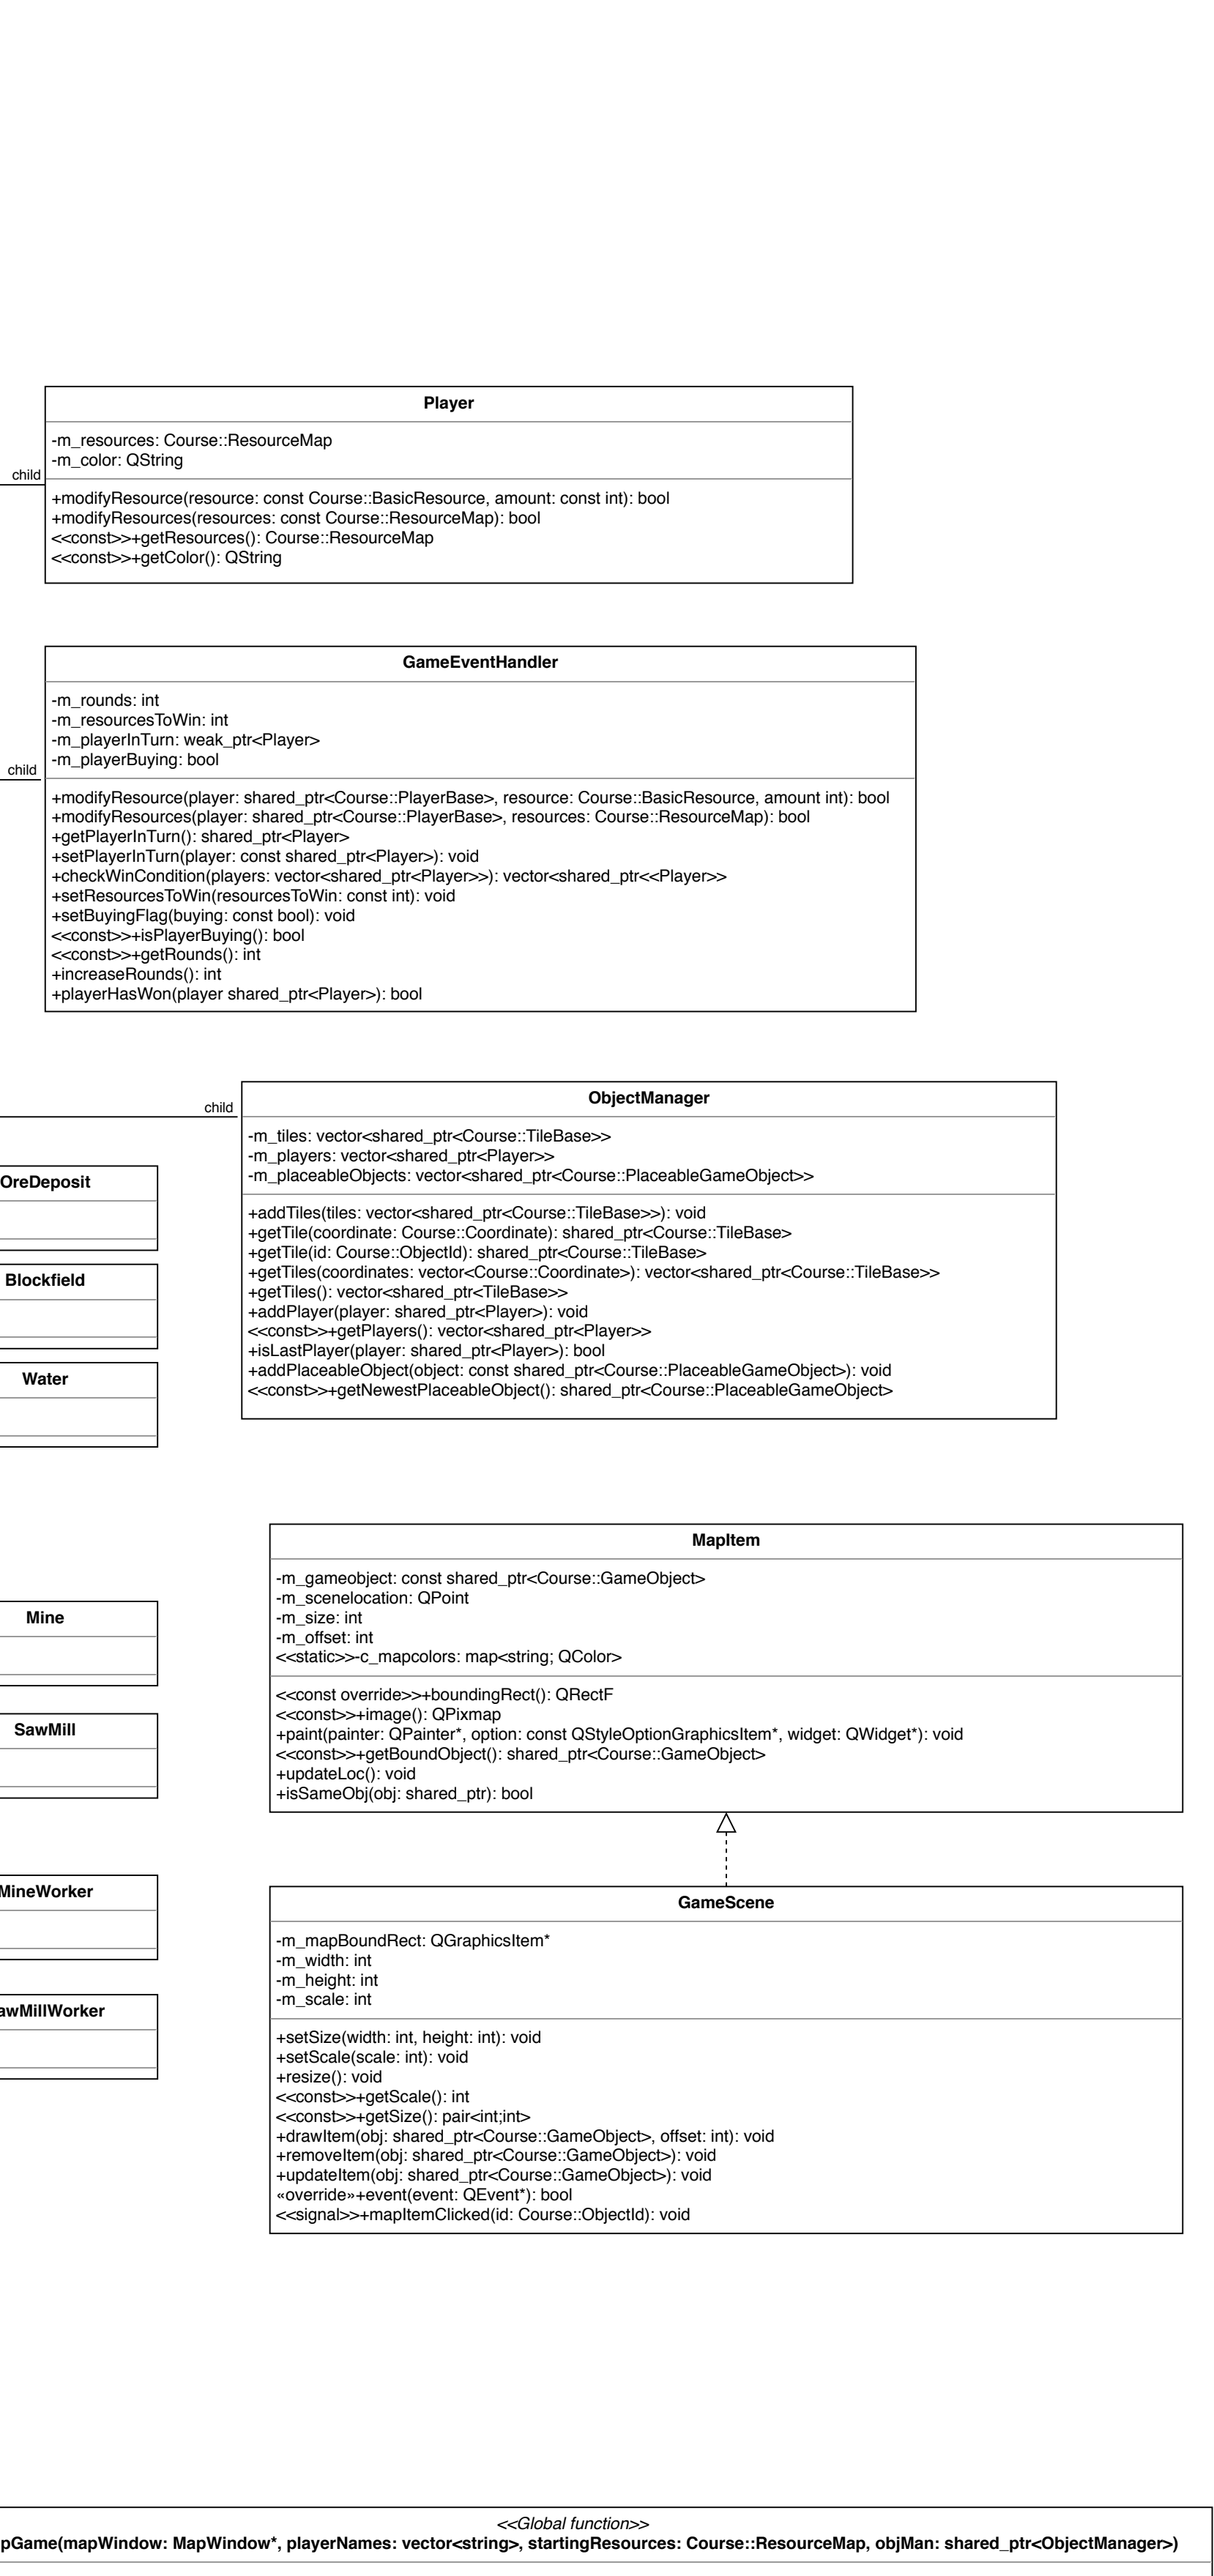 Player
-m_resources: Course::ResourceMap
-m_color: QString
child
+modifyResource(resource: const Course::BasicResource, amount: const int): bool
+modifyResources(resources: const Course::ResourceMap): bool
<<const>>+getResources(): Course::ResourceMap
<<const>>+getColor(): QString
GameEventHandler
-m_rounds: int
-m_resourcesToWin: int
-m_playerInTurn: weak_ptr<Player>
-m_playerBuying: bool
child
+modifyResource(player: shared_ptr<Course::PlayerBase>, resource: Course::BasicResource, amount int): bool
+modifyResources(player: shared_ptr<Course::PlayerBase>, resources: Course::ResourceMap): bool
+getPlayerInTurn(): shared_ptr<Player>
+setPlayerInTurn(player: const shared_ptr<Player>): void
+checkWinCondition(players: vector<shared_ptr<Player>>): vector<shared_ptr<<Player>>
+setResourcesToWin(resourcesToWin: const int): void
+setBuyingFlag(buying: const bool): void
<<const>>+isPlayerBuying(): bool
<<const>>+getRounds(): int
+increaseRounds(): int
+playerHasWon(player shared_ptr<Player>): bool
child
ObjectManager
-m_tiles: vector<shared_ptr<Course::TileBase>>
-m_players: vector<shared_ptr<Player>>
-m_placeableObjects: vector<shared_ptr<Course::PlaceableGameObject>>
+addTiles(tiles: vector<shared_ptr<Course::TileBase>>): void
+getTile(coordinate: Course::Coordinate): shared_ptr<Course::TileBase>
+getTile(id: Course::ObjectId): shared_ptr<Course::TileBase>
+getTiles(coordinates: vector<Course::Coordinate>): vector<shared_ptr<Course::TileBase>>
+getTiles(): vector<shared_ptr<TileBase>>
+addPlayer(player: shared_ptr<Player>): void
<<const>>+getPlayers(): vector<shared_ptr<Player>>
+isLastPlayer(player: shared_ptr<Player>): bool
+addPlaceableObject(object: const shared_ptr<Course::PlaceableGameObject>): void
<<const>>+getNewestPlaceableObject(): shared_ptr<Course::PlaceableGameObject>
OreDeposit
Blockfield
Water
Mine
SawMill
MineWorker
awMillWorker
MapItem
-m_gameobject: const shared_ptr<Course::GameObject>
-m_scenelocation: QPoint
-m_size: int
-m_offset: int
<<static>>-c_mapcolors: map<string; QColor>
<<const override>>+boundingRect(): QRectF
<<const>>+image(): QPixmap
+paint(painter: QPainter*, option: const QStyleOptionGraphicsItem*, widget: QWidget*): void
<<const>>+getBoundObject(): shared_ptr<Course::GameObject>
+updateLoc(): void
+isSameObj(obj: shared_ptr): bool
GameScene
-m_mapBoundRect: QGraphicsItem*
-m_width: int
-m_height: int
-m_scale: int
+setSize(width: int, height: int): void
+setScale(scale: int): void
+resize(): void
<<const>>+getScale(): int
<<const>>+getSize(): pair<int;int>
+drawItem(obj: shared_ptr<Course::GameObject>, offset: int): void
+removeItem(obj: shared_ptr<Course::GameObject>): void
+updateItem(obj: shared_ptr<Course::GameObject>): void
«override»+event(event: QEvent*): bool
<<signal>>+mapItemClicked(id: Course::ObjectId): void
<<Global function>>
pGame(mapWindow: MapWindow*, playerNames: vector<string>, startingResources: Course::ResourceMap, objMan: shared_ptr<ObjectManager>)